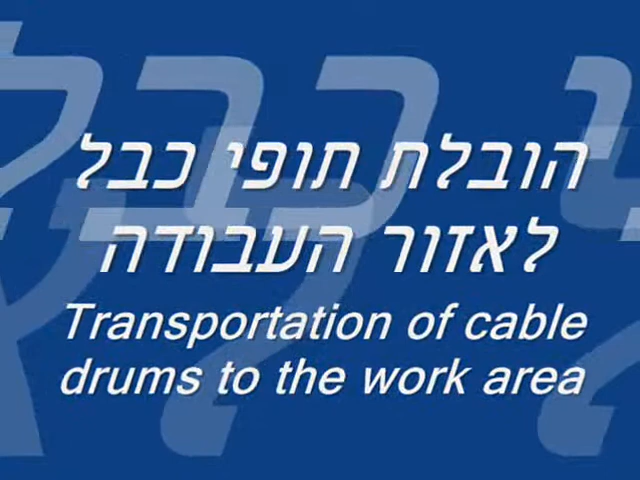 הובלת תופי כבל
לאזור העבודה
Transportation of cable
drums to the work area